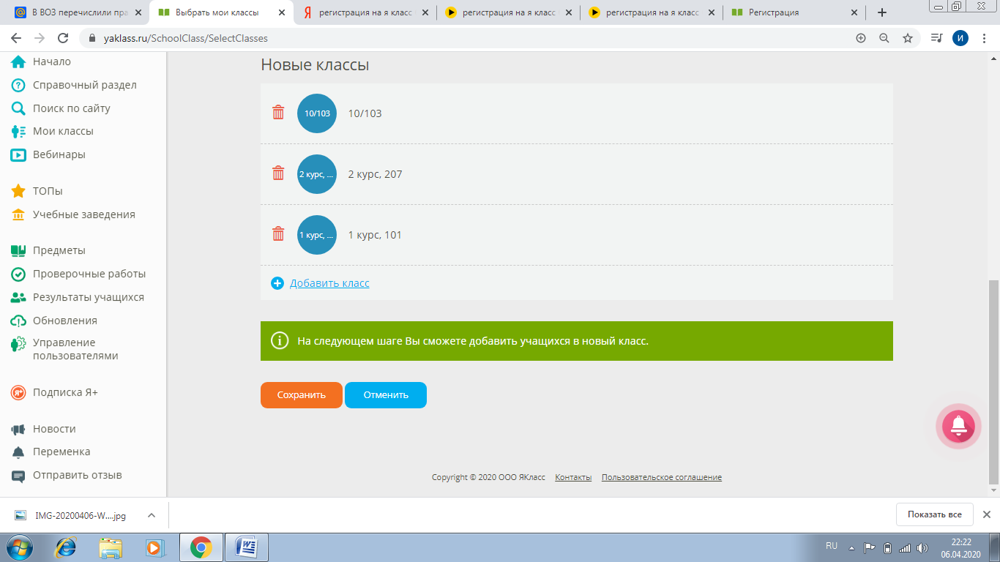 В ВОЗ перечислили пра
Выбрать мои классы
регистрация на я класс
регистрация на я класс
регистрация на я класс
Регистрация
yaklass.ru/SchoolClass/SelectClasses
И
Начало
Справочный раздел
Поиск по сайту
Мои классы
Вебинары
ТОПы
Учебные заведения
Предметы
Проверочные работы
Результаты учащихся
Обновления
Управление
пользователями
Подписка Я+
Новости
Переменка
Отправить отзыв
Новые классы
10/103
10/103
2 курс, ...
2 курс, 207
1 курс, ...
1 курс, 101
Добавить класс
На следующем шаге Вы сможете добавить учащихся в новый класс.
Сохранить
Отменить
Copyright © 2020 ООО ЯКласс
Контакты
Пользовательское соглашение
IMG-20200406-W....jpg
Показать все
RU
22:22
06.04.2020